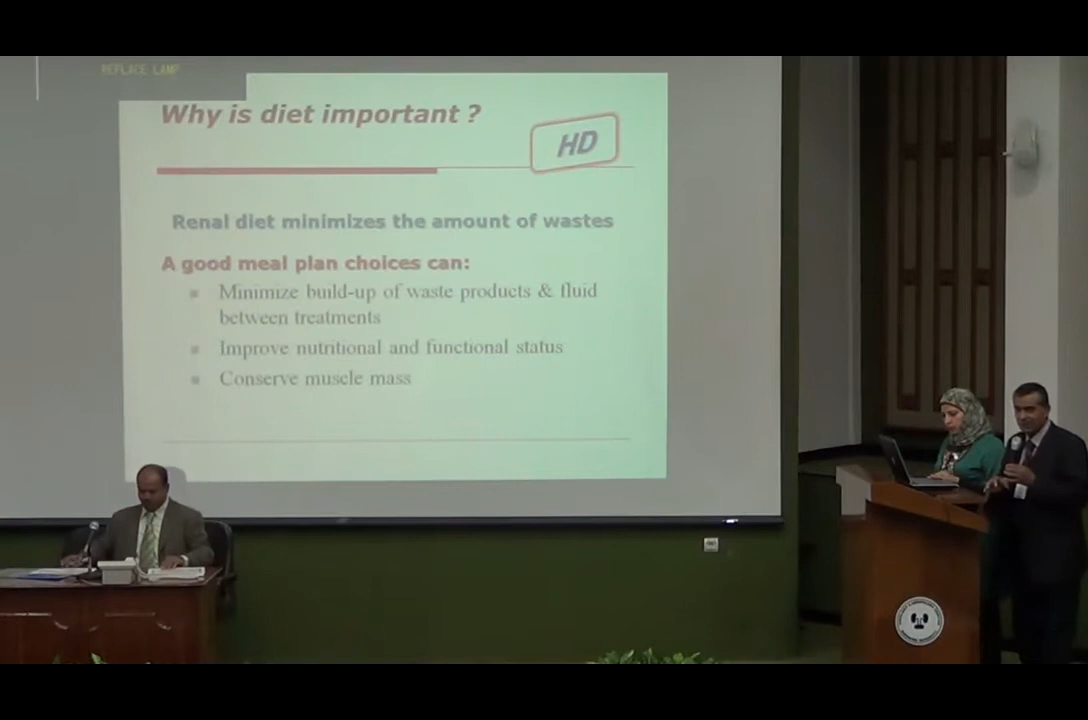 REPLACE LAMP
Why is diet important ?
HD
Renal diet minimizes the amount of wastes
A good meal plan choices can:
Minimize build-up of waste products & fluid
between treatments
Improve nutritional and functional status
Conserve muscle mass